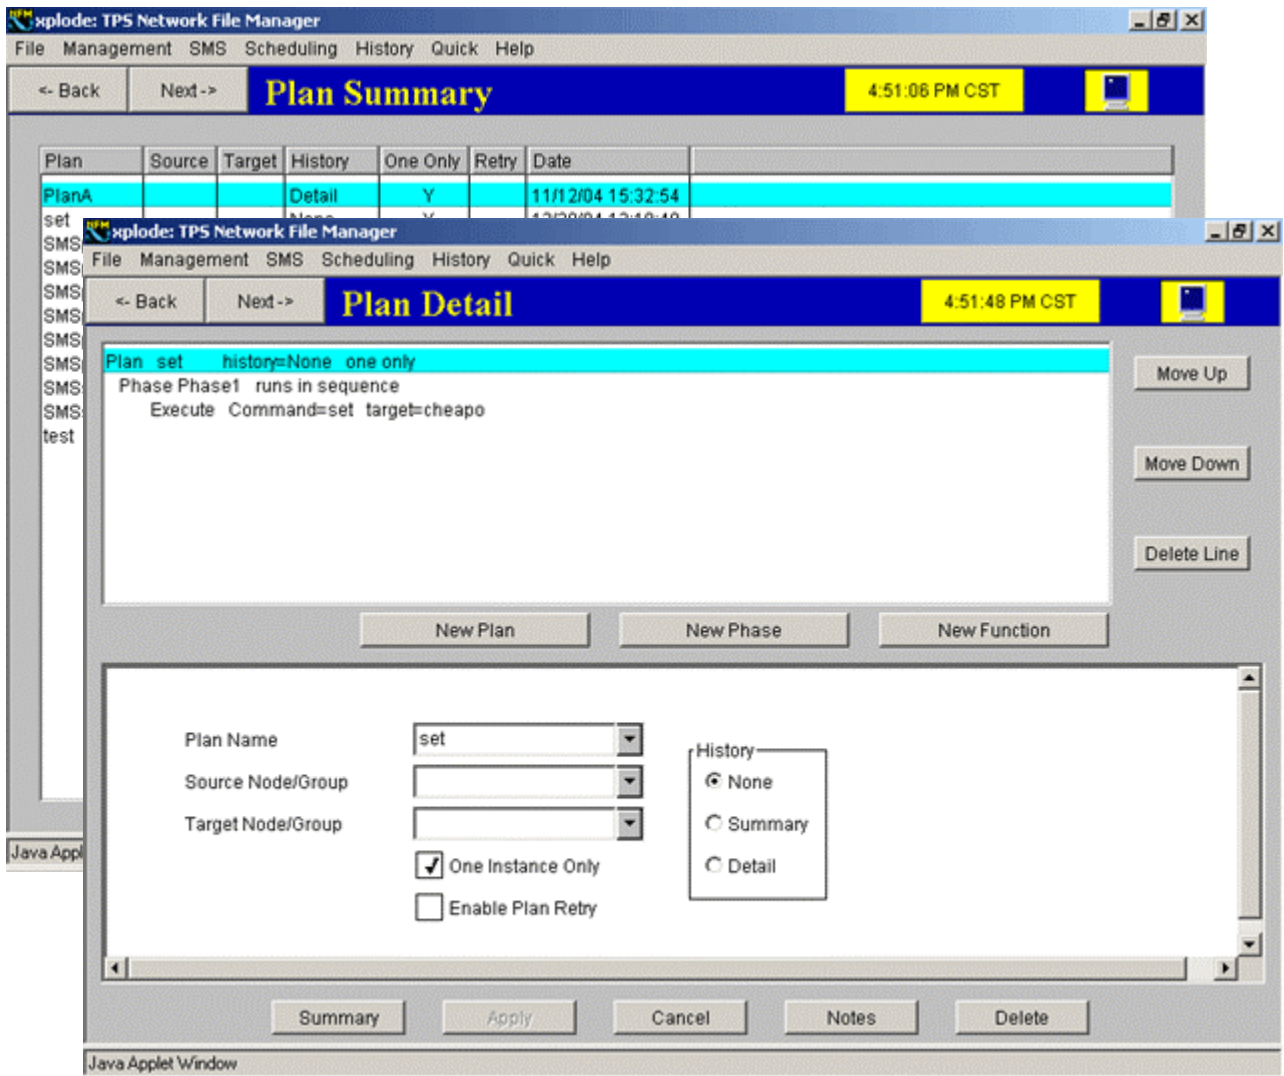 xplode: TPS Network File Manager
File Management SMS Scheduling History Quick Help
<- Back Next-> Plan Summary 4:51:06 PM CST
Plan Source Target History One Only Retry Date
PlanA Detail Y 11/12/04 15:32:54
set None Y
SMS
SMS
SMS
SMS
SMS
SMS
SMS
SMS
test
Java Appl
NFM
xplode: TPS Network File Manager
File Management SMS Scheduling History Quick Help
<- Back Next-> Plan Detail 4:51:48 PM CST
Plan set history=None one only
Phase Phase1 runs in sequence
Execute Command=set target=cheapo
Move Up
Move Down
Delete Line
New Plan New Phase New Function
Plan Name set
Source Node/Group
Target Node/Group
One Instance Only
Enable Plan Retry
History
None
Summary
Detail
Summary Apply Cancel Notes Delete
Java Applet Window